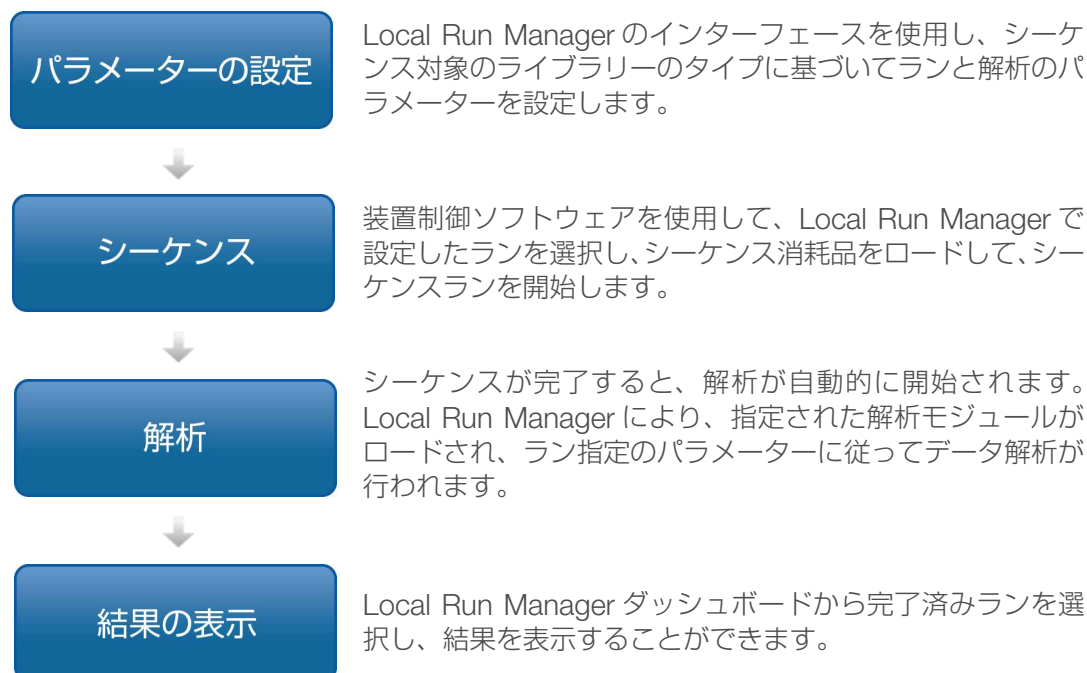 パラメーターの設定
Local Run Manager のインターフェースを使用し、シーケ
ンス対象のライブラリーのタイプに基づいてランと解析のパ
ラメーターを設定します。
シーケンス
装置制御ソフトウェアを使用して、Local Run Manager で
設定したランを選択し、シーケンス消耗品をロードして、シー
ケンスランを開始します。
解析
シーケンスが完了すると、解析が自動的に開始されます。
Local Run Manager により、指定された解析モジュールが
ロードされ、ラン指定のパラメーターに従ってデータ解析が
行われます。
結果の表示
Local Run Manager ダッシュボードから完了済みランを選
択し、結果を表示することができます。